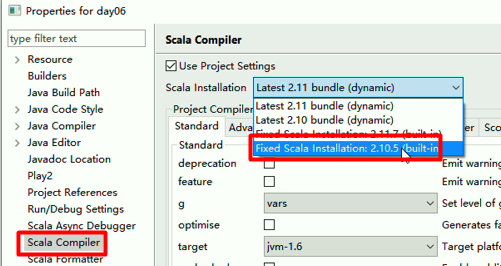 Properties for day06
type filter text
Resource
Builders
Java Build Path
Java Code Style
Java Compiler
Java Editor
Javadoc Location
Play2
Project References
Run/Debug Settings
Scala Async Debugger
Scala Compiler
Scala Formatter
Scala Compiler
Use Project Settings
Scala Installation
Latest 2.11 bundle (dynamic)
Latest 2.11 bundle (dynamic)
Latest 2.10 bundle (dynamic)
Fixed Scala Installation: 2.11.7 (built-in)
Fixed Scala Installation: 2.10.5 (built-in
Project Compiler
Standard
Adva
er
Sco
Standard
deprecation
Emit warning
feature
Emit warning
g
vars
Set level of g
optimise
Generates fa
target
jvm-1.6
Target platfo